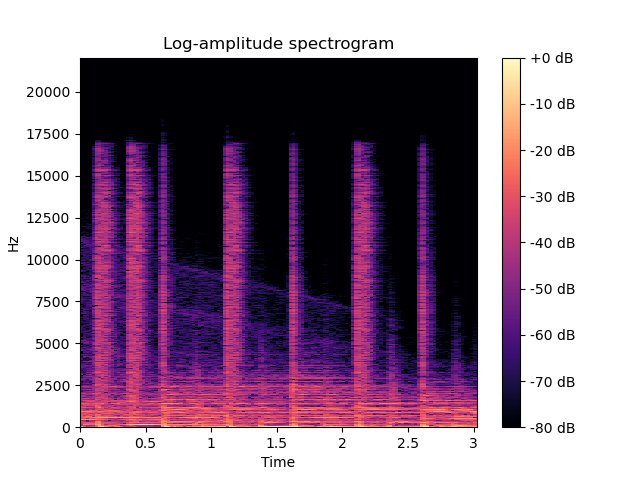 Log-amplitude spectrogram
Hz
20000
17500
15000
12500
10000
7500
5000
2500
0
0 0.5 1 1.5 2 2.5 3
Time
+0 dB
-10 dB
-20 dB
-30 dB
-40 dB
-50 dB
-60 dB
-70 dB
-80 dB